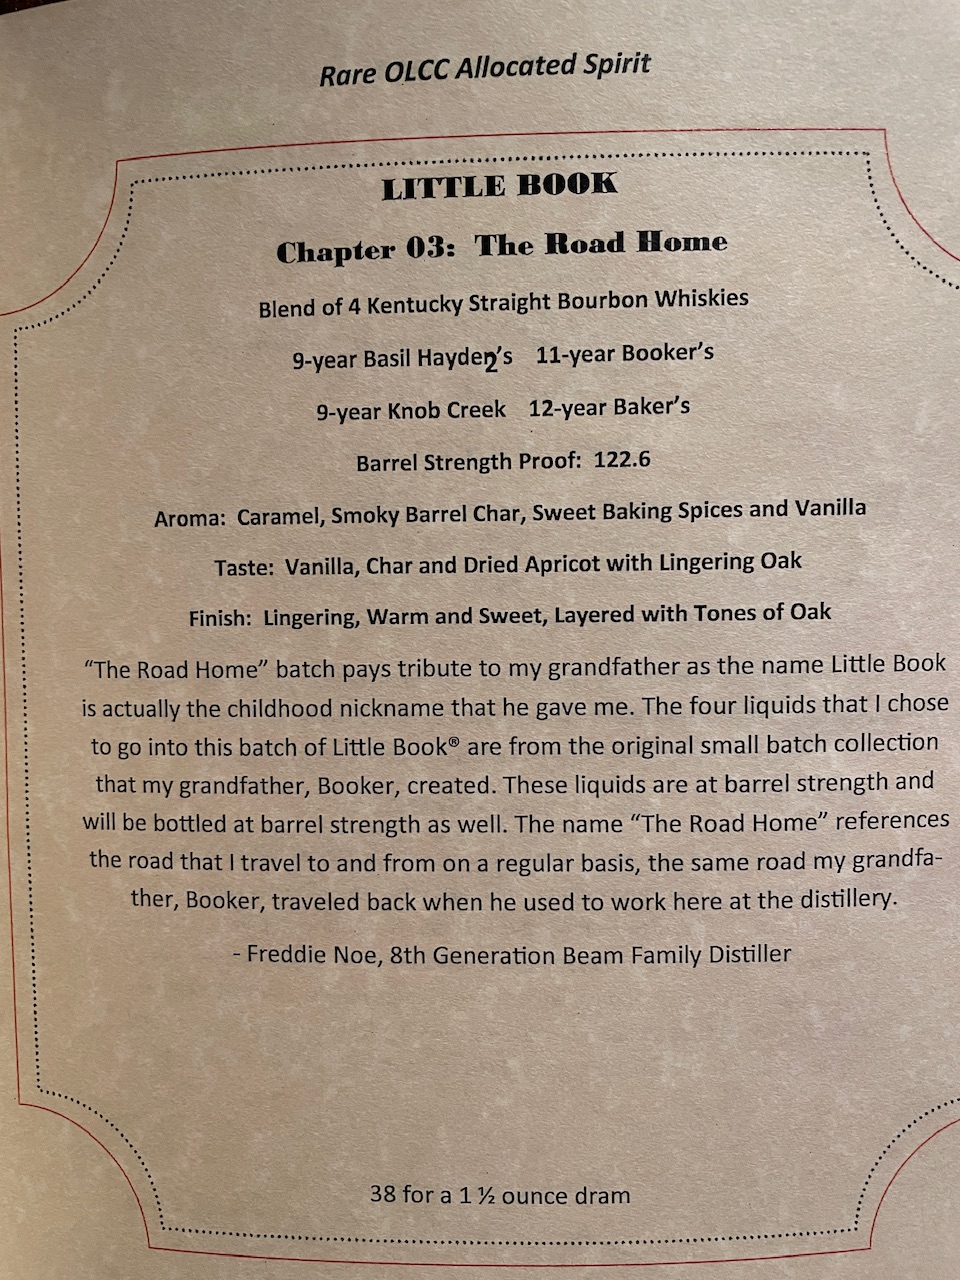 Rare OLCC Allocated Spirit
LITTLE BOOK
Chapter 03: The Road Home
Blend of 4 Kentucky Straight Bourbon Whiskies
9-year Basil Hayden's 11-year Booker's
9-year Knob Creek 12-year Baker's
Barrel Strength Proof: 122.6
Aroma: Caramel, Smoky Barrel Char, Sweet Baking Spices and Vanilla
Taste: Vanilla, Char and Dried Apricot with Lingering Oak
Finish: Lingering, Warm and Sweet, Layered with Tones of Oak
“The Road Home” batch pays tribute to my grandfather as the name Little Book
is actually the childhood nickname that he gave me. The four liquids that I chose
to go into this batch of Little Book® are from the original small batch collection
that my grandfather, Booker, created. These liquids are at barrel strength and
will be bottled at barrel strength as well. The name “The Road Home” references
the road that I travel to and from on a regular basis, the same road my grandfa-
ther, Booker, traveled back when he used to work here at the distillery.
- Freddie Noe, 8th Generation Beam Family Distiller
38 for a 1 ½ ounce dram